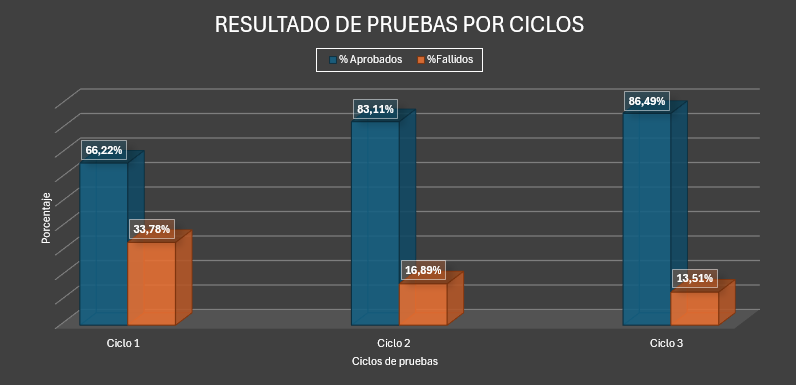 RESULTADO DE PRUEBAS POR CICLOS
% Aprobados %Fallidos
86,49%
83,11%
66,22%
33,78%
16,89%
13,51%
Porcentaje
Ciclo 1 Ciclo 2 Ciclo 3
Ciclos de pruebas